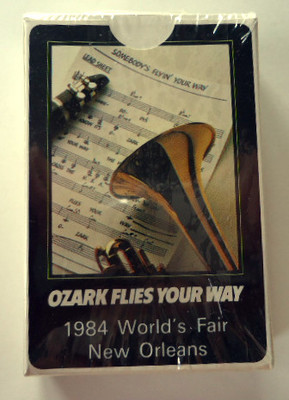 SOMEBODY'S FLYIN' YOUR WAY
LEAD SHEET
OZARK FLIES YOUR WAY
1984 World's Fair
New Orleans